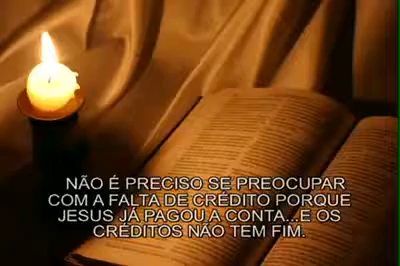 NÃO É PRECISO SE PREOCUPAR
COM A FALTA DE CRÉDITO PORQUE
JESUS JÁ PAGOU A CONTA...E OS
CRÉDITOS NÃO TEM FIM.